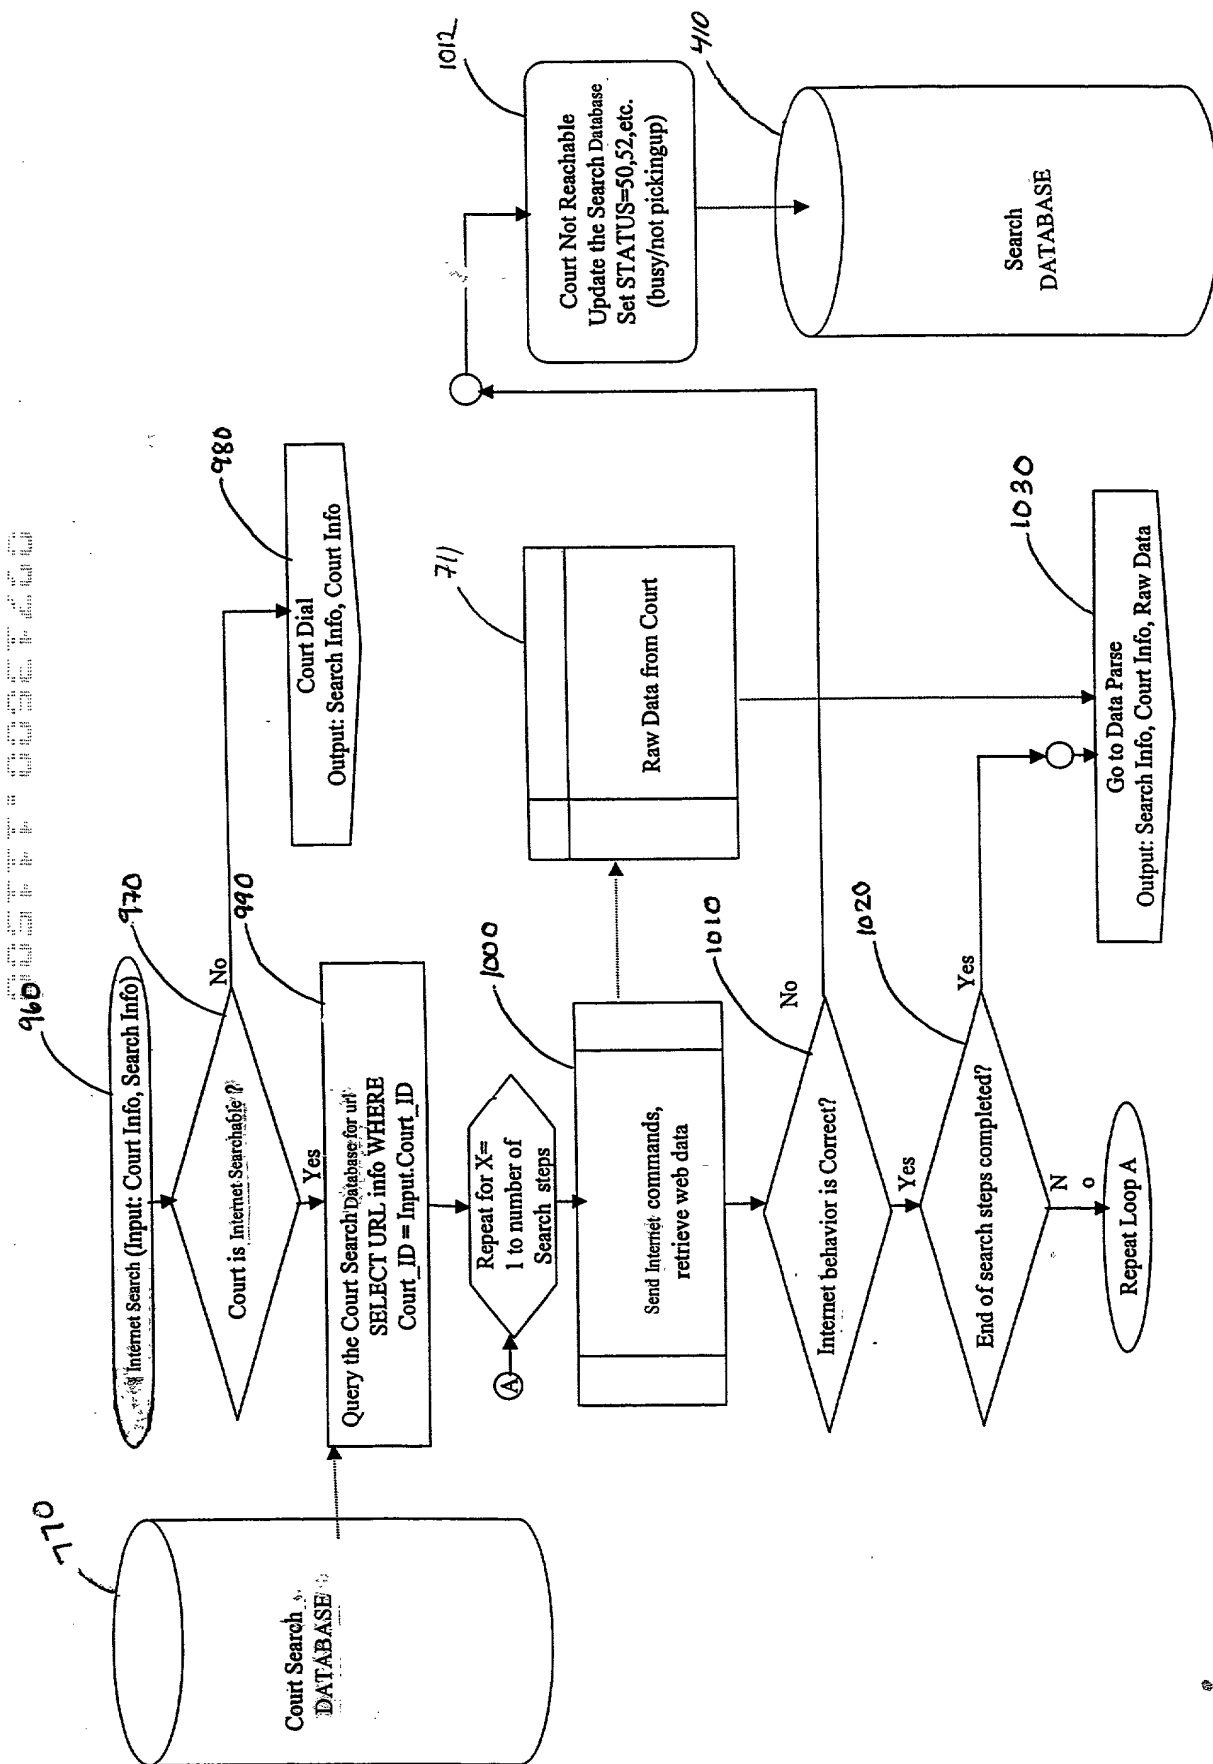 960
Internet Search (Input: Court Info, Search Info)
970
Court is Internet Searchable ?
No
Yes
980
Court Dial
Output: Search Info, Court Info
770
Court Search
DATABASE
990
Query the Court Search Database for url
SELECT URL info WHERE
Court_ID = Input.Court_ID
A
Repeat for X=
1 to number of
Search steps
1000
Send Internet commands,
retrieve web data
711
Raw Data from Court
1010
Internet behavior is Correct?
No
Yes
1012
Court Not Reachable
Update the Search Database
Set STATUS=50,52,etc.
(busy/not pickingup)
410
Search
DATABASE
1020
End of search steps completed?
Yes
N
o
1030
Go to Data Parse
Output: Search Info, Court Info, Raw Data
Repeat Loop A